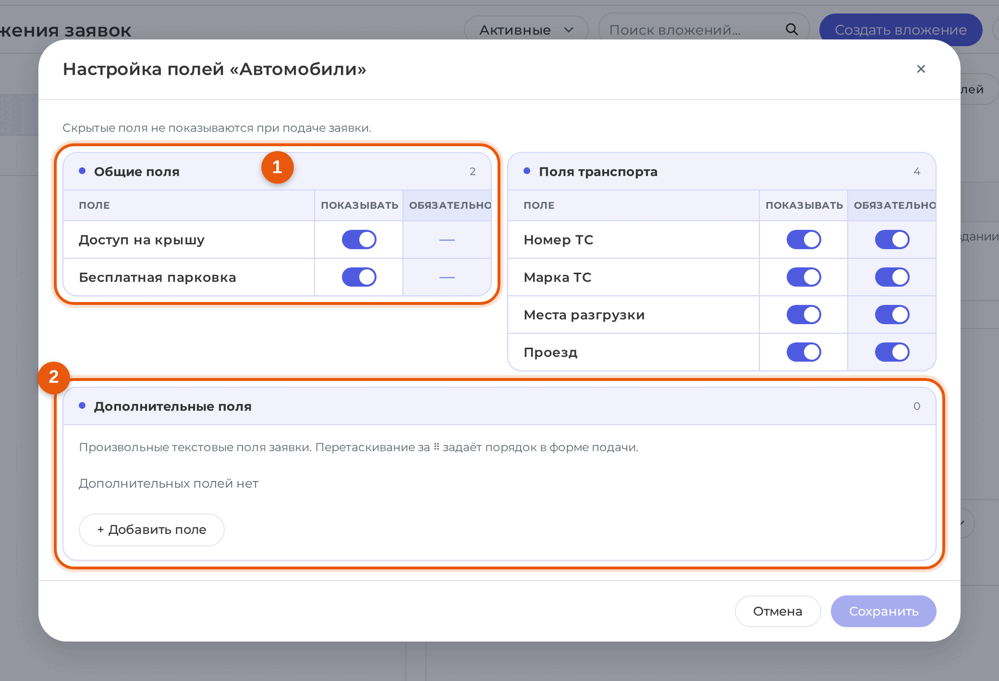 жения заявок
Активные
Поиск вложений...
Создать вложение
Настройка полей «Автомобили»
×
лей
Скрытые поля не показываются при подаче заявки.
1
Общие поля
2
ПОЛЕ
ПОКАЗЫВАТЬ
ОБЯЗАТЕЛЬНО
Доступ на крышу
—
Бесплатная парковка
—
Поля транспорта
4
ПОЛЕ
ПОКАЗЫВАТЬ
ОБЯЗАТЕЛЬНО
Номер ТС
Марка ТС
Места разгрузки
Проезд
здании
2
Дополнительные поля
0
Произвольные текстовые поля заявки. Перетаскивание за ⠿ задаёт порядок в форме подачи.
Дополнительных полей нет
+ Добавить поле
Отмена
Сохранить